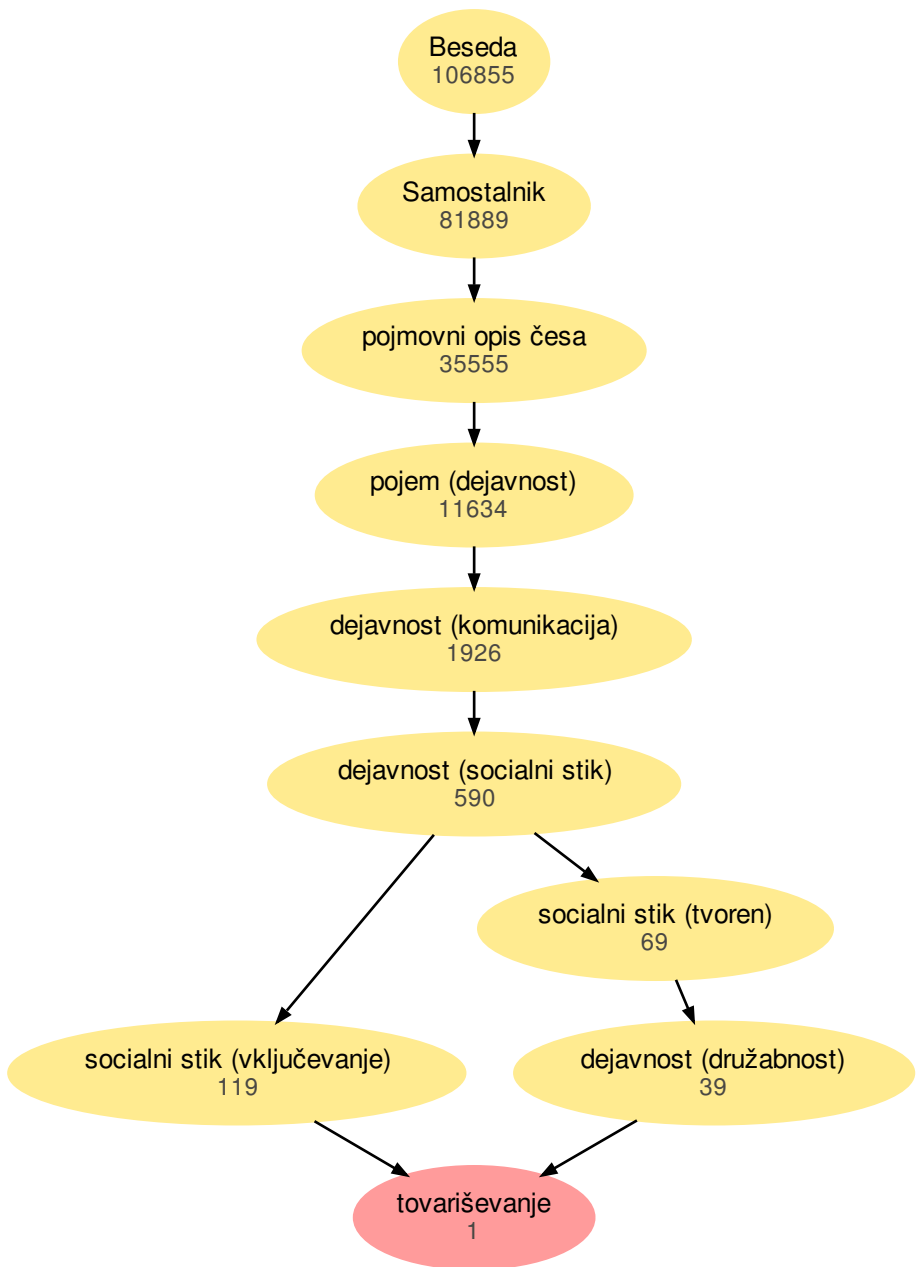 Beseda
106855
Samostalnik
81889
pojmovni opis česa
35555
pojem (dejavnost)
11634
dejavnost (komunikacija)
1926
dejavnost (socialni stik)
590
socialni stik (tvoren)
69
socialni stik (vključevanje)
119
dejavnost (družabnost)
39
tovariševanje
1